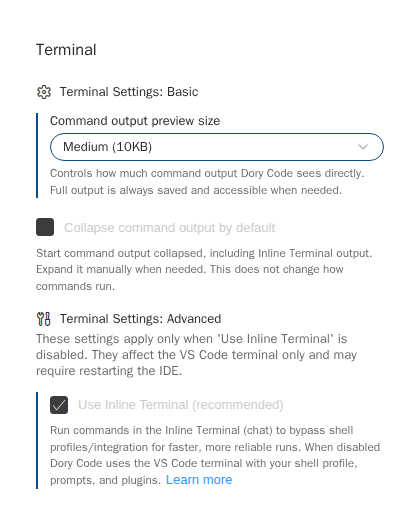 Terminal
Terminal Settings: Basic
Command output preview size
Medium (10KB)
Controls how much command output Dory Code sees directly.
Full output is always saved and accessible when needed.
Collapse command output by default
Start command output collapsed, including Inline Terminal output.
Expand it manually when needed. This does not change how
commands run.
Terminal Settings: Advanced
These settings apply only when 'Use Inline Terminal' is
disabled. They affect the VS Code terminal only and may
require restarting the IDE.
Use Inline Terminal (recommended)
Run commands in the Inline Terminal (chat) to bypass shell
profiles/integration for faster, more reliable runs. When disabled
Dory Code uses the VS Code terminal with your shell profile,
prompts, and plugins. Learn more